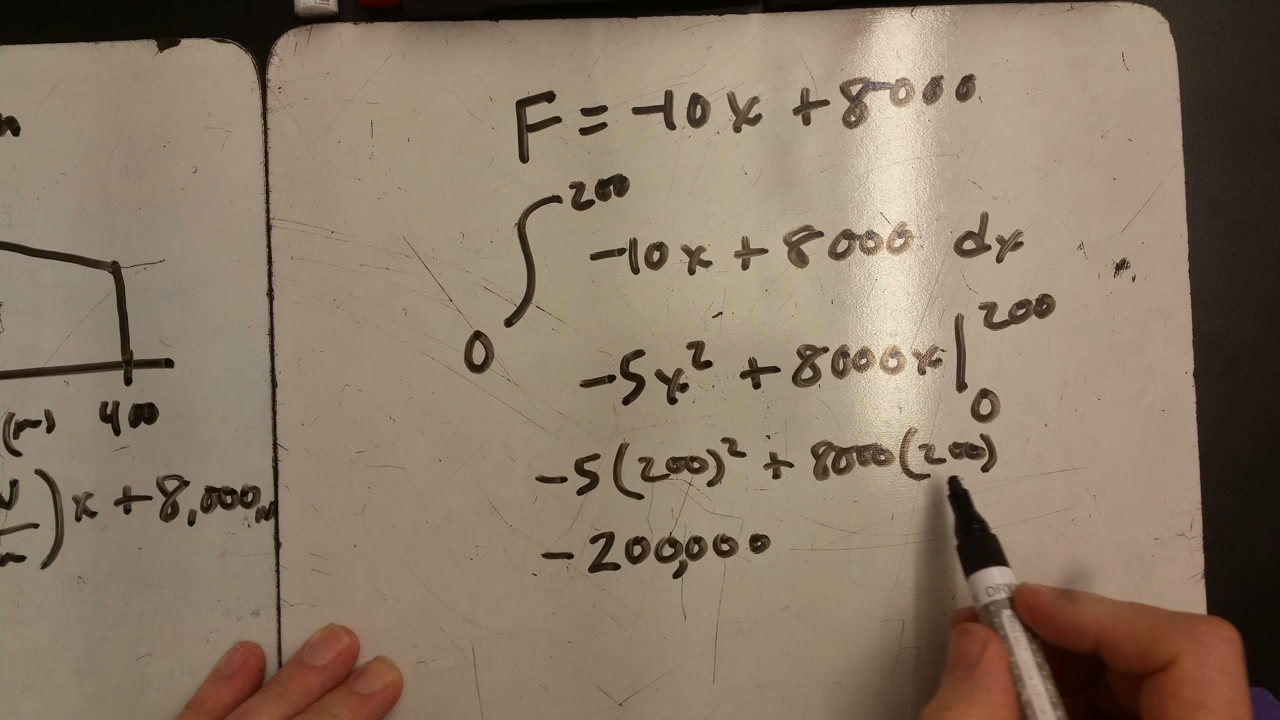 F = -10x + 8000
∫ 200
-10x + 8000 dx
0
-5x² + 8000x | 200
0
-5(200)² + 8000(200)
-200,000
(m) 400
)x + 8,000
DRY